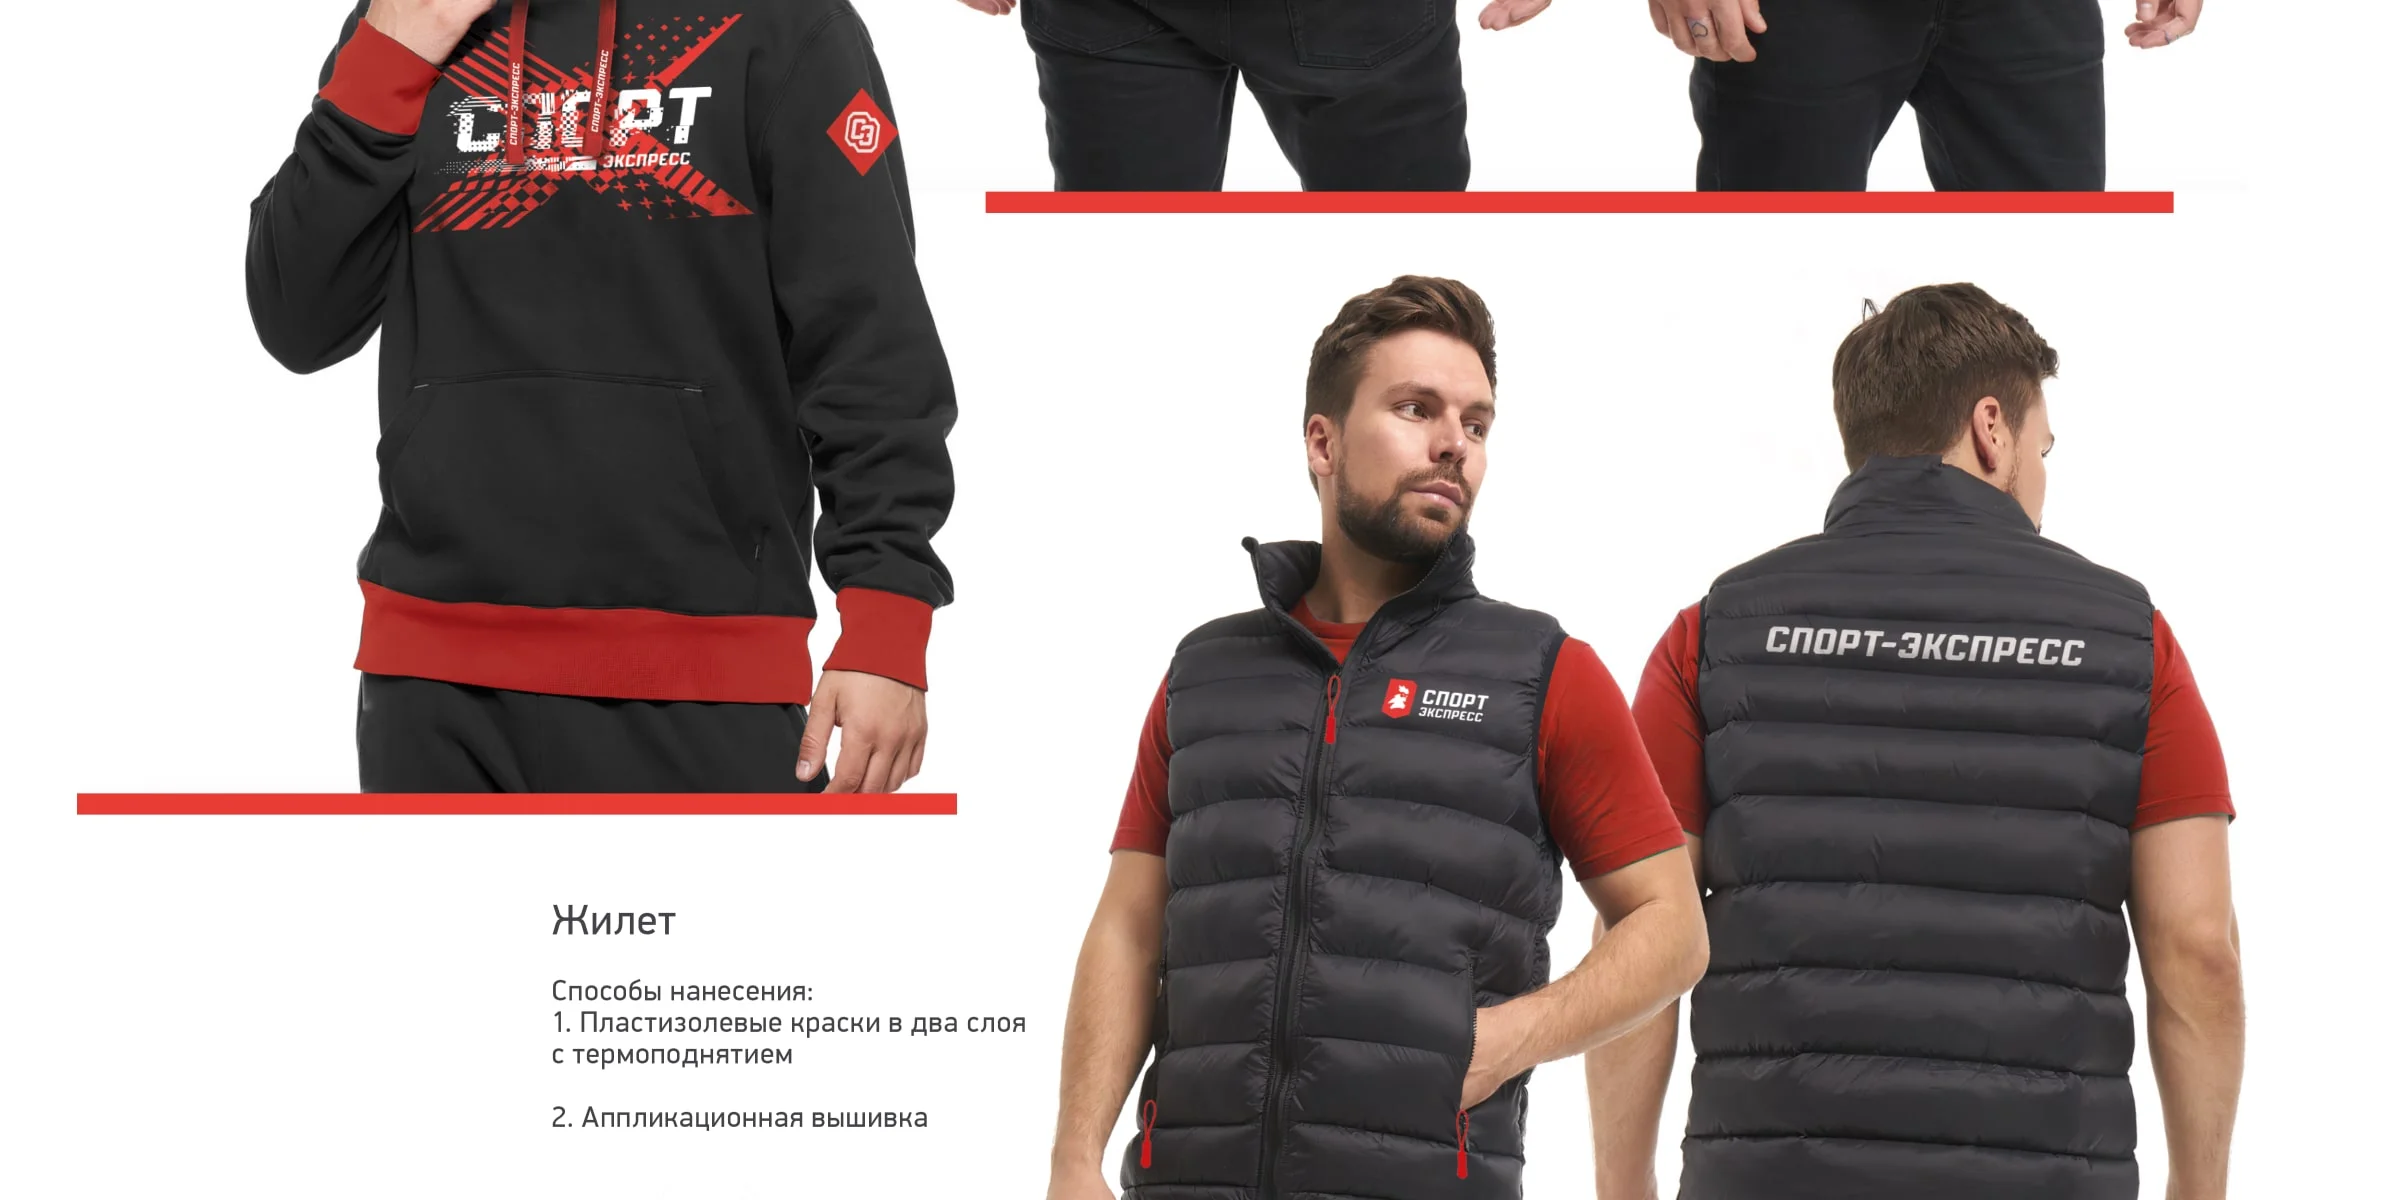 СПОРТ-ЭКСПРЕСС
СПОРТ-ЭКСПРЕСС
СПОРТ
ЭКСПРЕСС
СЭ
СПОРТ
ЭКСПРЕСС
СПОРТ-ЭКСПРЕСС
Жилет
Способы нанесения:
1. Пластизолевые краски в два слоя
с термоподнятием
2. Аппликационная вышивка